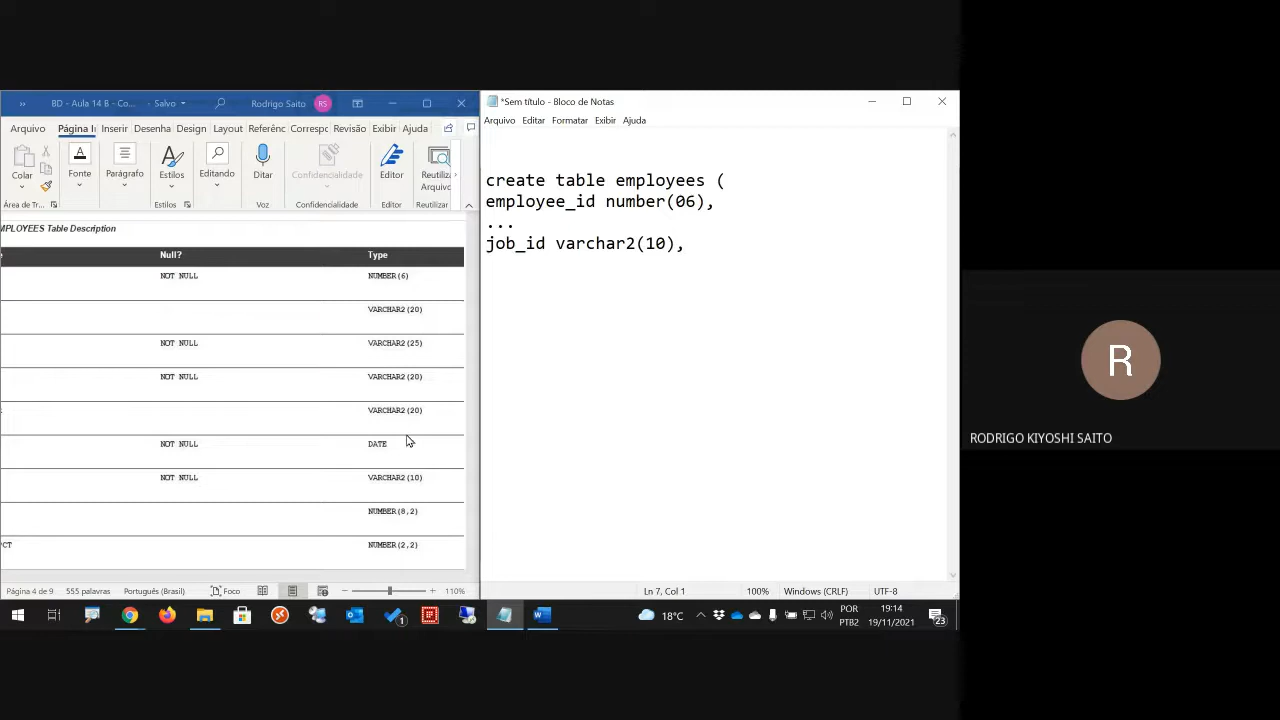 BD - Aula 14 B - Co... - Salvo
Rodrigo Saito
RS
Arquivo
Página In
Inserir
Desenha
Design
Layout
Referênc
Corresp
Revisão
Exibir
Ajuda
Colar
Fonte
Parágrafo
Estilos
Editando
Ditar
Confidencialidade
Editor
Reutilizar
Arquivo
Área de Tr...
Estilos
Voz
Confidencialidade
Editor
Reutilizar
MPLOYEES Table Description
e Null? Type
NOT NULL NUMBER(6)
VARCHAR2(20)
NOT NULL VARCHAR2(25)
NOT NULL VARCHAR2(20)
VARCHAR2(20)
NOT NULL DATE
NOT NULL VARCHAR2(10)
NUMBER(8,2)
PCT NUMBER(2,2)
Página 4 de 9 555 palavras Português (Brasil) Foco 110%
*Sem título - Bloco de Notas
Arquivo Editar Formatar Exibir Ajuda
create table employees (
employee_id number(06),
...
job_id varchar2(10),
Ln 7, Col 1 100% Windows (CRLF) UTF-8
R
RODRIGO KIYOSHI SAITO
1
18°C
POR
PTB2
19:14
19/11/2021
23